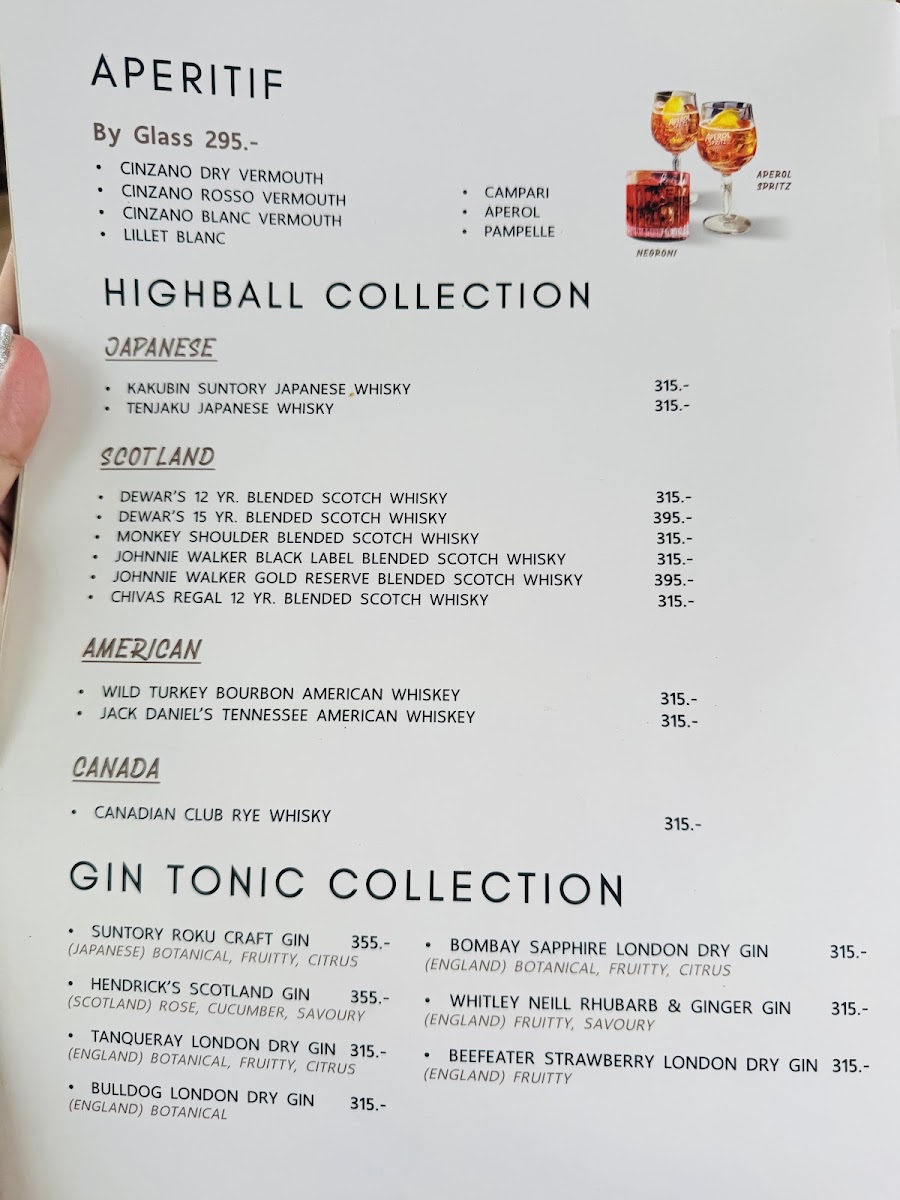 APERITIF
By Glass 295.-
• CINZANO DRY VERMOUTH
• CINZANO ROSSO VERMOUTH
• CINZANO BLANC VERMOUTH
• LILLET BLANC
• CAMPARI
• APEROL
• PAMPELLE
APEROL
SPRITZ
NEGRONI
HIGHBALL COLLECTION
JAPANESE
• KAKUBIN SUNTORY JAPANESE WHISKY 315.-
• TENJAKU JAPANESE WHISKY 315.-
SCOTLAND
• DEWAR'S 12 YR. BLENDED SCOTCH WHISKY 315.-
• DEWAR'S 15 YR. BLENDED SCOTCH WHISKY 395.-
• MONKEY SHOULDER BLENDED SCOTCH WHISKY 315.-
• JOHNNIE WALKER BLACK LABEL BLENDED SCOTCH WHISKY 315.-
• JOHNNIE WALKER GOLD RESERVE BLENDED SCOTCH WHISKY 395.-
• CHIVAS REGAL 12 YR. BLENDED SCOTCH WHISKY 315.-
AMERICAN
• WILD TURKEY BOURBON AMERICAN WHISKEY 315.-
• JACK DANIEL'S TENNESSEE AMERICAN WHISKEY 315.-
CANADA
• CANADIAN CLUB RYE WHISKY 315.-
GIN TONIC COLLECTION
• SUNTORY ROKU CRAFT GIN 355.-
(JAPANESE) BOTANICAL, FRUITTY, CITRUS
• HENDRICK'S SCOTLAND GIN 355.-
(SCOTLAND) ROSE, CUCUMBER, SAVOURY
• TANQUERAY LONDON DRY GIN 315.-
(ENGLAND) BOTANICAL, FRUITTY, CITRUS
• BULLDOG LONDON DRY GIN 315.-
(ENGLAND) BOTANICAL
• BOMBAY SAPPHIRE LONDON DRY GIN 315.-
(ENGLAND) BOTANICAL, FRUITTY, CITRUS
• WHITLEY NEILL RHUBARB & GINGER GIN 315.-
(ENGLAND) FRUITTY, SAVOURY
• BEEFEATER STRAWBERRY LONDON DRY GIN 315.-
(ENGLAND) FRUITTY